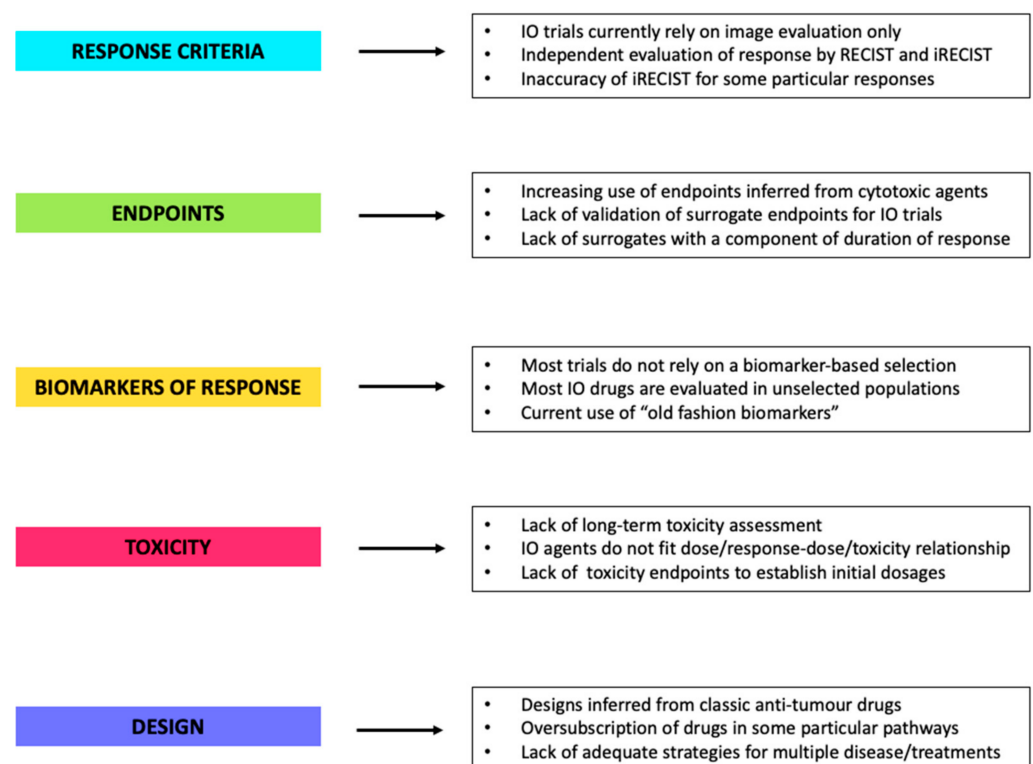 RESPONSE CRITERIA
• IO trials currently rely on image evaluation only
• Independent evaluation of response by RECIST and iRECIST
• Inaccuracy of iRECIST for some particular responses
ENDPOINTS
• Increasing use of endpoints inferred from cytotoxic agents
• Lack of validation of surrogate endpoints for IO trials
• Lack of surrogates with a component of duration of response
BIOMARKERS OF RESPONSE
• Most trials do not rely on a biomarker-based selection
• Most IO drugs are evaluated in unselected populations
• Current use of “old fashion biomarkers”
TOXICITY
• Lack of long-term toxicity assessment
• IO agents do not fit dose/response-dose/toxicity relationship
• Lack of toxicity endpoints to establish initial dosages
DESIGN
• Designs inferred from classic anti-tumour drugs
• Oversubscription of drugs in some particular pathways
• Lack of adequate strategies for multiple disease/treatments